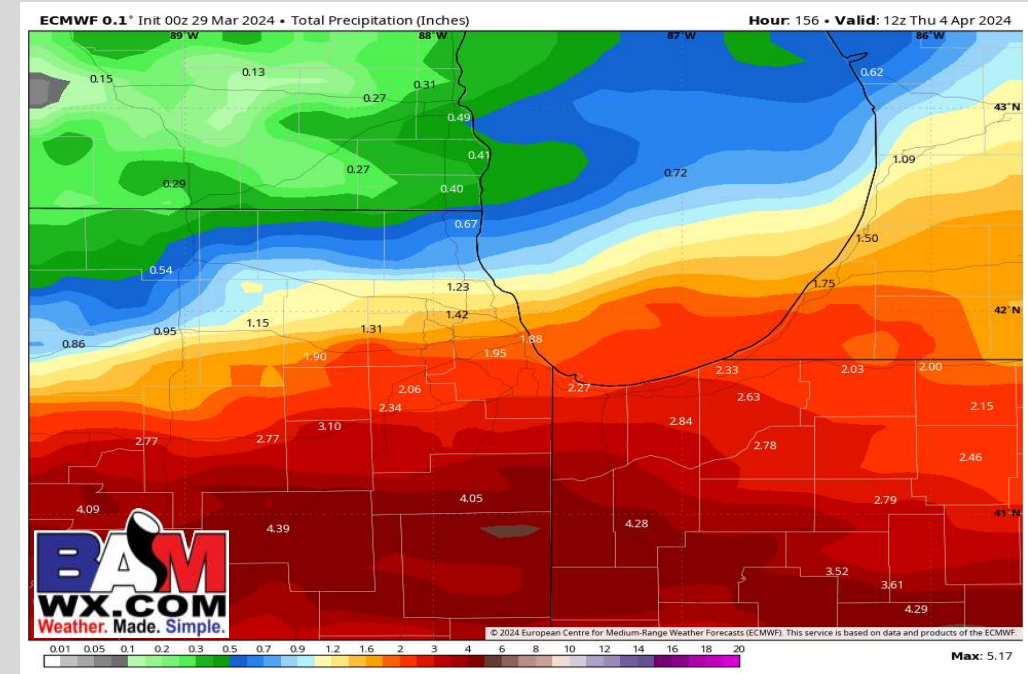 ECMWF 0.1° Init 00z 29 Mar 2024 • Total Precipitation (Inches) Hour: 156 • Valid: 12z Thu 4 Apr 2024
89°W 88°W 87°W 86°W
0.15 0.13 0.31 0.62
0.27
0.49 43°N
0.41 1.09
0.27 0.72
0.29 0.40
0.67
1.50
0.54
1.23 1.75
1.42 42°N
0.95 1.15 1.31
0.86 1.88
1.90 1.95
2.33 2.03 2.00
2.06 2.27
2.34 2.63 2.15
3.10 2.84
2.77 2.77 2.78
2.46
4.05 2.79
4.09 41°N
4.39 4.28
BAM
WX.COM
Weather. Made. Simple.
3.52
3.61
4.29
© 2024 European Centre for Medium-Range Weather Forecasts (ECMWF). This service is based on data and products of the ECMWF.
0.01 0.05 0.1 0.2 0.3 0.5 0.7 0.9 1.2 1.6 2 3 4 6 8 10 12 14 16 18 20
Max: 5.17